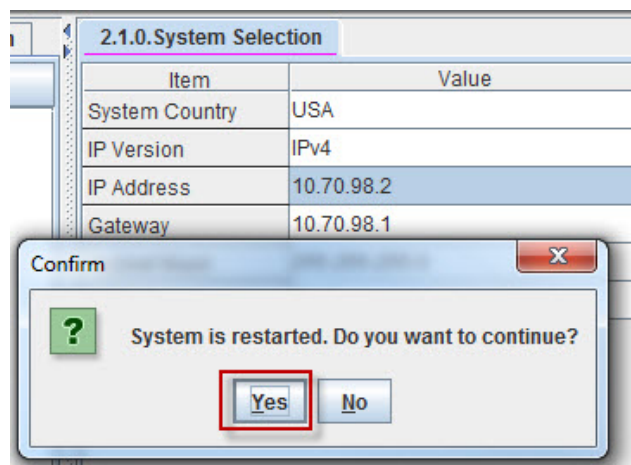 2.1.0.System Selection
Item Value
System Country USA
IP Version IPv4
IP Address 10.70.98.2
Gateway 10.70.98.1
Confirm
System is restarted. Do you want to continue?
Yes No